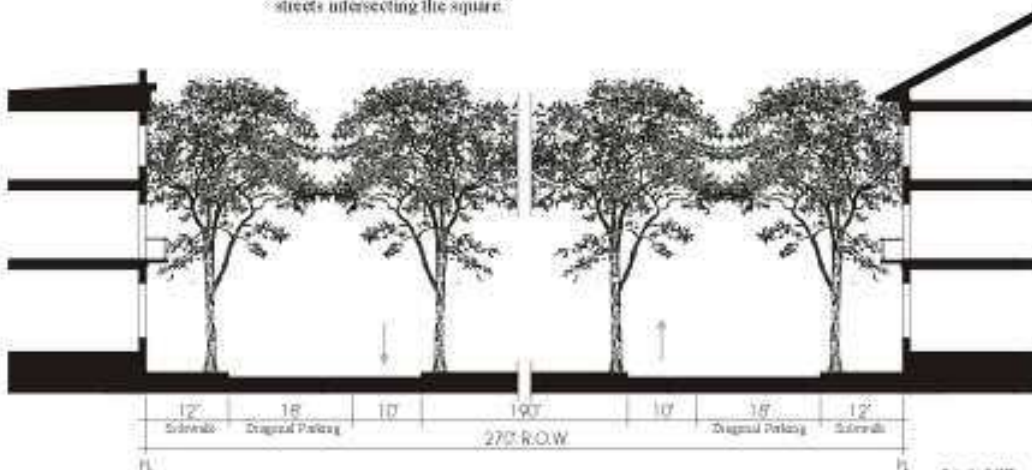 streets intersecting the square.
12' 18' 10' 190' 10' 18' 12'
Sidewalk Diagonal Parking Diagonal Parking Sidewalk
270' R.O.W.
PL PL